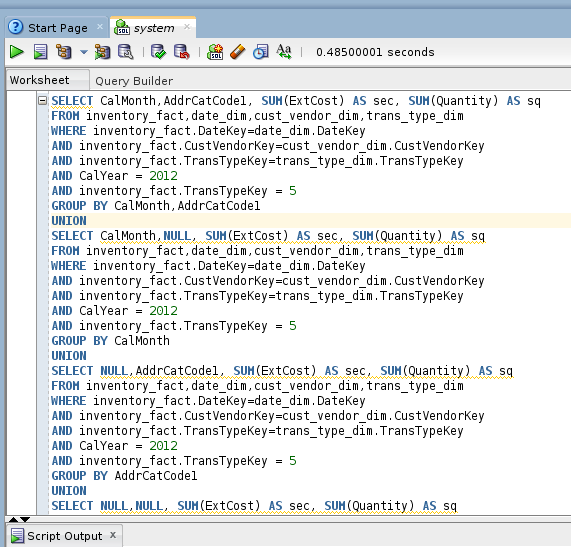 Start Page
system
0.48500001 seconds
Worksheet
Query Builder
SELECT CalMonth,AddrCatCode1, SUM(ExtCost) AS sec, SUM(Quantity) AS sq
FROM inventory_fact,date_dim,cust_vendor_dim,trans_type_dim
WHERE inventory_fact.DateKey=date_dim.DateKey
AND inventory_fact.CustVendorKey=cust_vendor_dim.CustVendorKey
AND inventory_fact.TransTypeKey=trans_type_dim.TransTypeKey
AND CalYear = 2012
AND inventory_fact.TransTypeKey = 5
GROUP BY CalMonth,AddrCatCode1
UNION
SELECT CalMonth,NULL, SUM(ExtCost) AS sec, SUM(Quantity) AS sq
FROM inventory_fact,date_dim,cust_vendor_dim,trans_type_dim
WHERE inventory_fact.DateKey=date_dim.DateKey
AND inventory_fact.CustVendorKey=cust_vendor_dim.CustVendorKey
AND inventory_fact.TransTypeKey=trans_type_dim.TransTypeKey
AND CalYear = 2012
AND inventory_fact.TransTypeKey = 5
GROUP BY CalMonth
UNION
SELECT NULL,AddrCatCode1, SUM(ExtCost) AS sec, SUM(Quantity) AS sq
FROM inventory_fact,date_dim,cust_vendor_dim,trans_type_dim
WHERE inventory_fact.DateKey=date_dim.DateKey
AND inventory_fact.CustVendorKey=cust_vendor_dim.CustVendorKey
AND inventory_fact.TransTypeKey=trans_type_dim.TransTypeKey
AND CalYear = 2012
AND inventory_fact.TransTypeKey = 5
GROUP BY AddrCatCode1
UNION
SELECT NULL,NULL, SUM(ExtCost) AS sec, SUM(Quantity) AS sq
Script Output